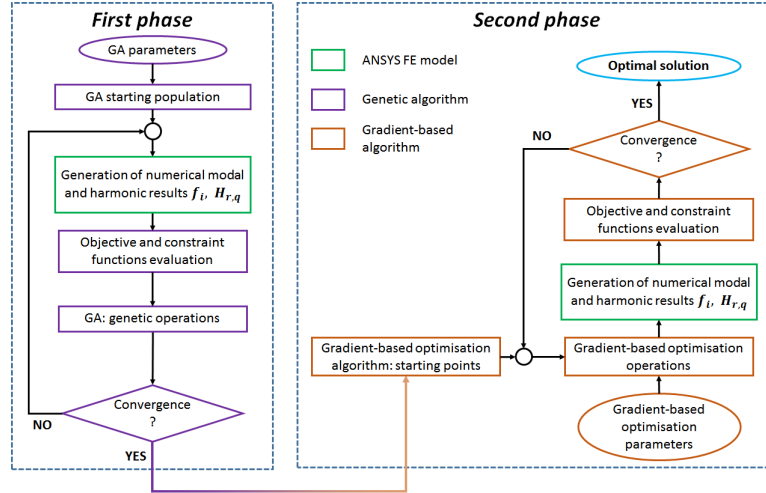 First phase
GA parameters
GA starting population
Generation of numerical modal
and harmonic results f_i, H_{r,q}
Objective and constraint
functions evaluation
GA: genetic operations
Convergence
?
NO
YES
Second phase
ANSYS FE model
Genetic algorithm
Gradient-based
algorithm
Optimal solution
YES
NO
Convergence
?
Objective and constraint
functions evaluation
Generation of numerical modal
and harmonic results f_i, H_{r,q}
Gradient-based optimisation
algorithm: starting points
Gradient-based optimisation
operations
Gradient-based
optimisation
parameters